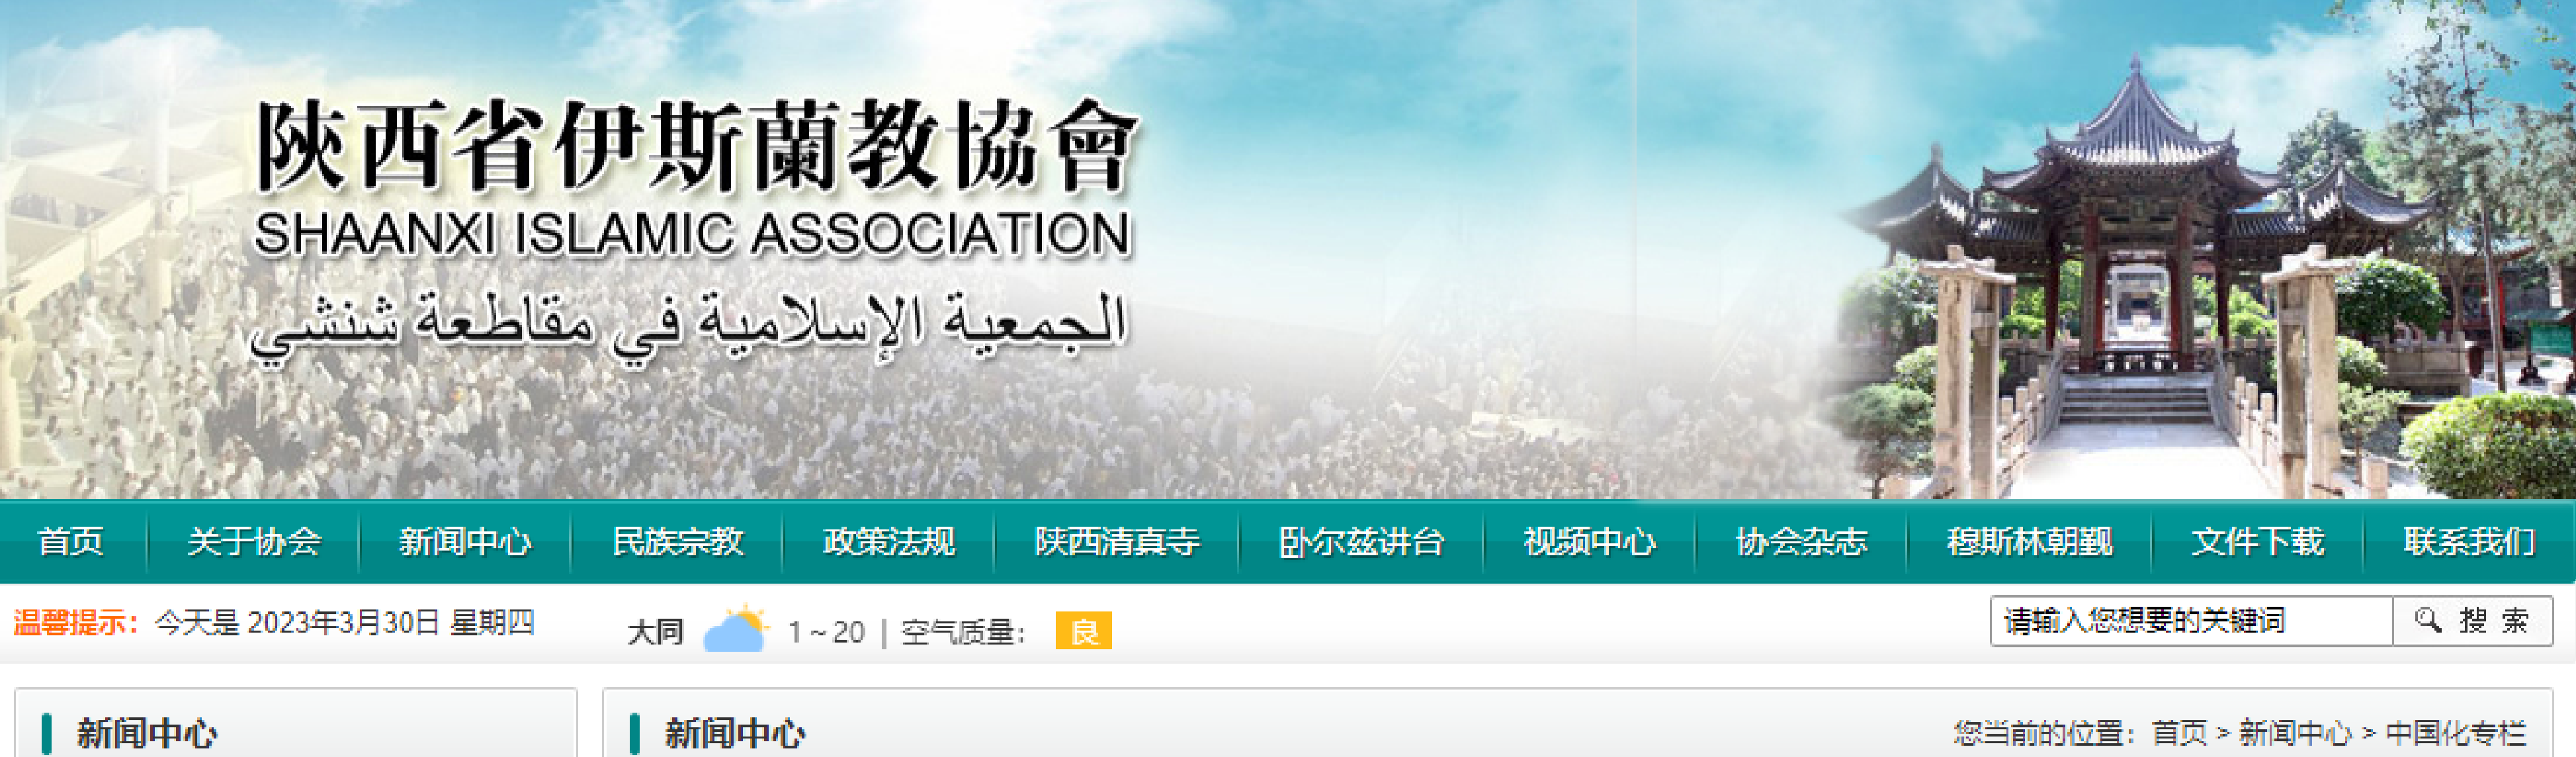 陝西省伊斯蘭教協會
SHAANXI ISLAMIC ASSOCIATION
الجمعية الإسلامية في مقاطعة شنشي
首页 关于协会 新闻中心 民族宗教 政策法规 陕西清真寺 卧尔兹讲台 视频中心 协会杂志 穆斯林朝觐 文件下载 联系我们
温馨提示：今天是 2023年3月30日 星期四 大同 1 ~ 20 | 空气质量： 良 请输入您想要的关键词 搜 索
新闻中心 新闻中心 您当前的位置：首页 > 新闻中心 > 中国化专栏